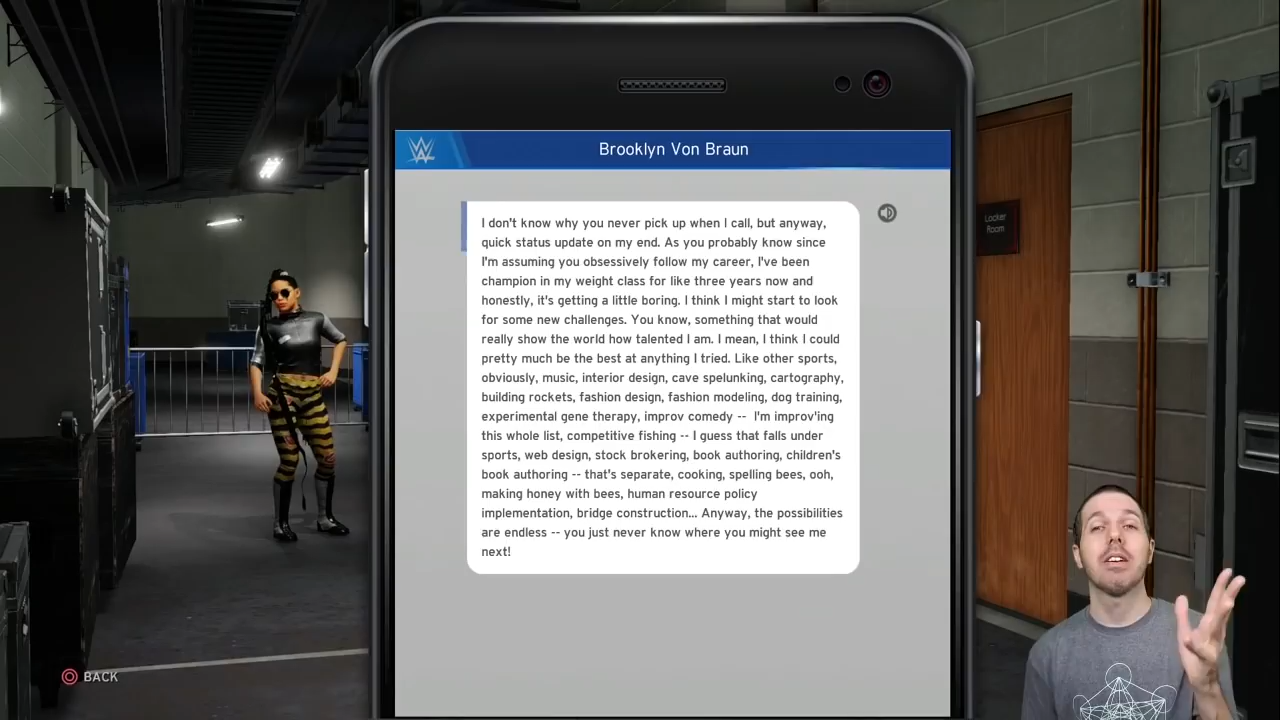 Brooklyn Von Braun
I don't know why you never pick up when I call, but anyway,
quick status update on my end. As you probably know since
I'm assuming you obsessively follow my career, I've been
champion in my weight class for like three years now and
honestly, it's getting a little boring. I think I might start to look
for some new challenges. You know, something that would
really show the world how talented I am. I mean, I think I could
pretty much be the best at anything I tried. Like other sports,
obviously, music, interior design, cave spelunking, cartography,
building rockets, fashion design, fashion modeling, dog training,
experimental gene therapy, improv comedy --  I'm improv'ing
this whole list, competitive fishing -- I guess that falls under
sports, web design, stock brokering, book authoring, children's
book authoring -- that's separate, cooking, spelling bees, ooh,
making honey with bees, human resource policy
implementation, bridge construction... Anyway, the possibilities
are endless -- you just never know where you might see me
next!
Locker
Room
BACK